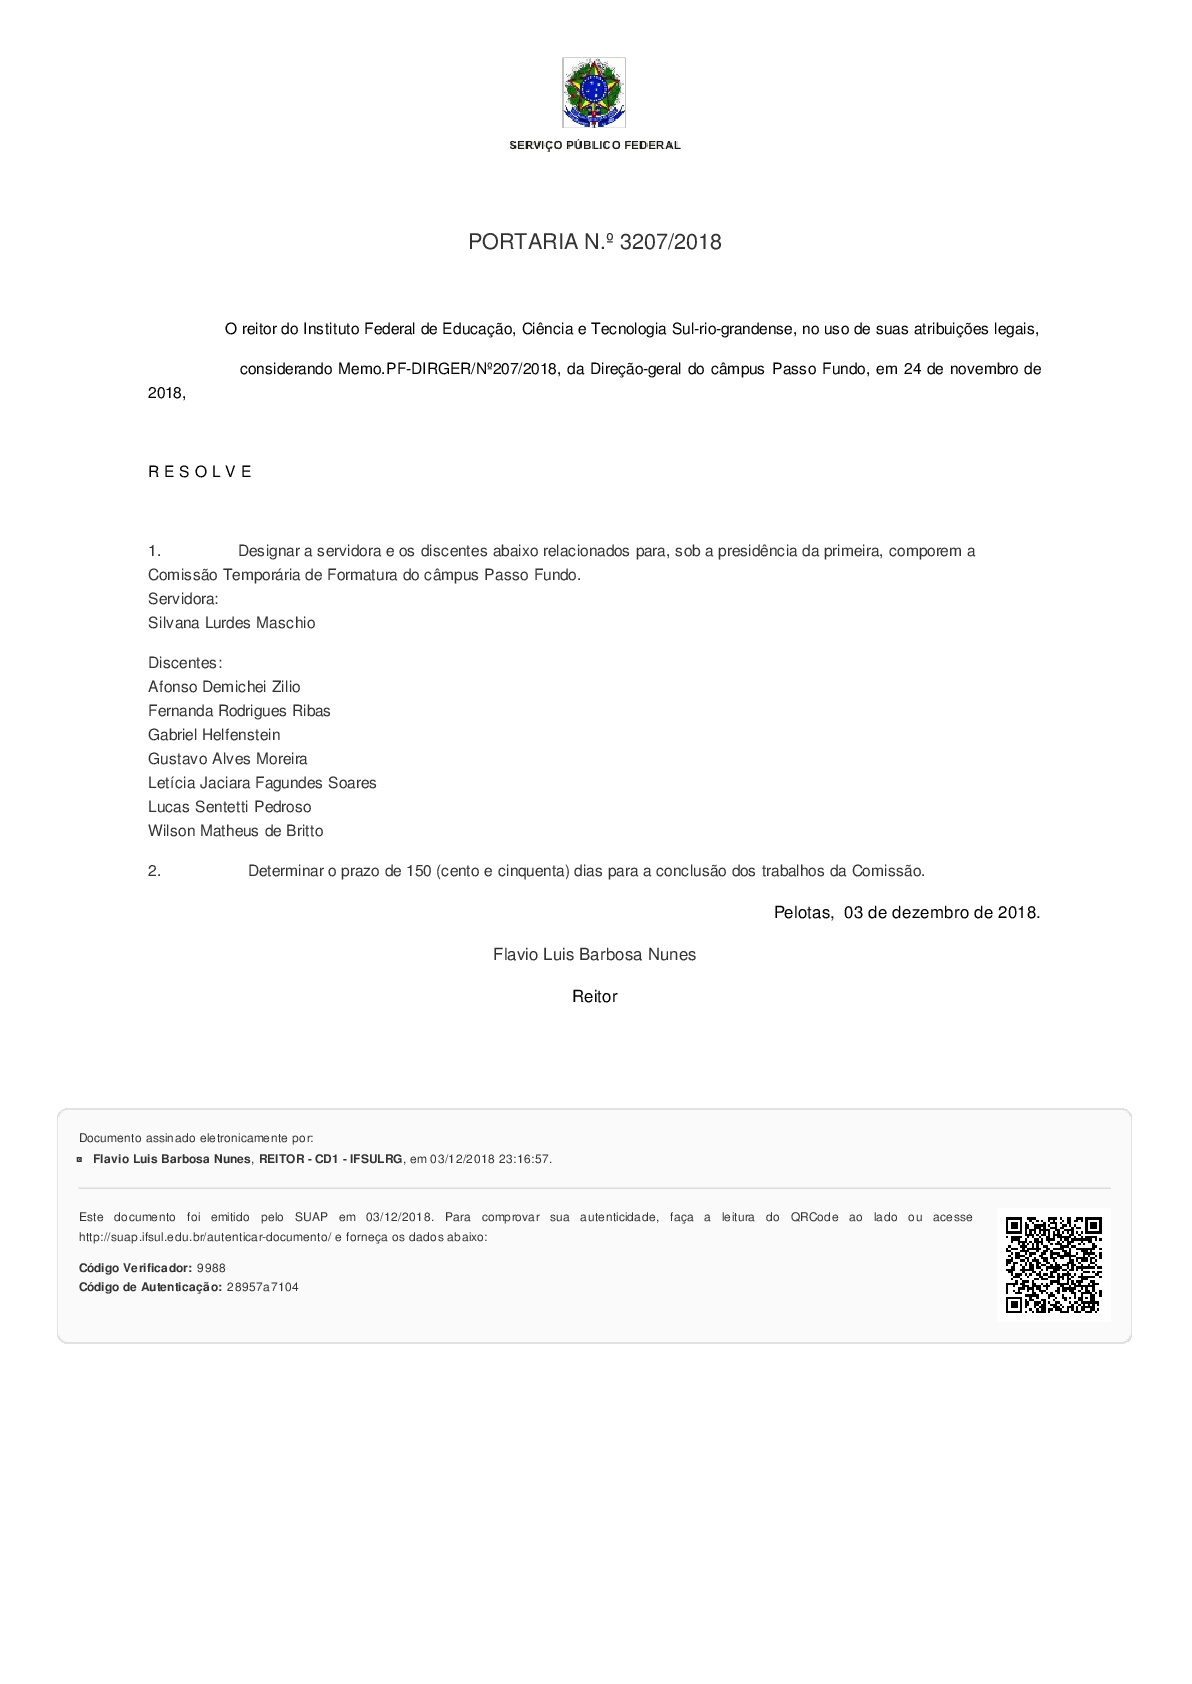 SERVIÇO PÚBLICO FEDERAL
PORTARIA N.º 3207/2018
O reitor do Instituto Federal de Educação, Ciência e Tecnologia Sul-rio-grandense, no uso de suas atribuições legais,
considerando Memo.PF-DIRGER/Nº207/2018, da Direção-geral do câmpus Passo Fundo, em 24 de novembro de
2018,
R E S O L V E
1. Designar a servidora e os discentes abaixo relacionados para, sob a presidência da primeira, comporem a
Comissão Temporária de Formatura do câmpus Passo Fundo.
Servidora:
Silvana Lurdes Maschio
Discentes:
Afonso Demichei Zilio
Fernanda Rodrigues Ribas
Gabriel Helfenstein
Gustavo Alves Moreira
Letícia Jaciara Fagundes Soares
Lucas Sentetti Pedroso
Wilson Matheus de Britto
2. Determinar o prazo de 150 (cento e cinquenta) dias para a conclusão dos trabalhos da Comissão.
Pelotas, 03 de dezembro de 2018.
Flavio Luis Barbosa Nunes
Reitor
Documento assinado eletronicamente por:
Flavio Luis Barbosa Nunes, REITOR - CD1 - IFSULRG, em 03/12/2018 23:16:57.
Este documento foi emitido pelo SUAP em 03/12/2018. Para comprovar sua autenticidade, faça a leitura do QRCode ao lado ou acesse
http://suap.ifsul.edu.br/autenticar-documento/ e forneça os dados abaixo:
Código Verificador: 9988
Código de Autenticação: 28957a7104